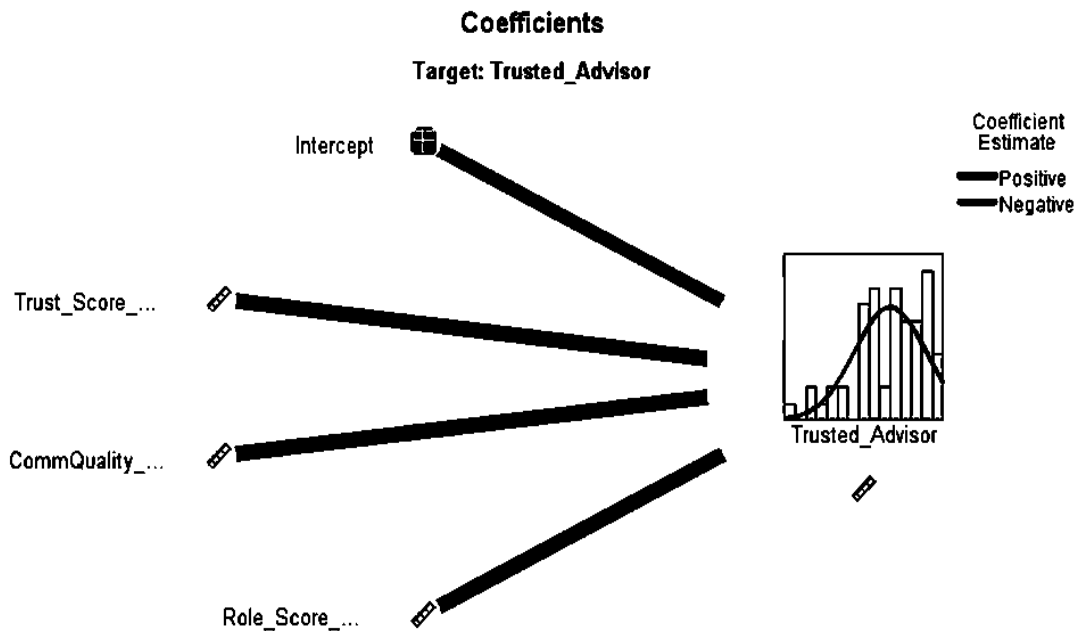 Coefficients
Target: Trusted_Advisor
Intercept
Coefficient
Estimate
Positive
Negative
Trust_Score_...
Trusted_Advisor
CommQuality_...
Role_Score_...